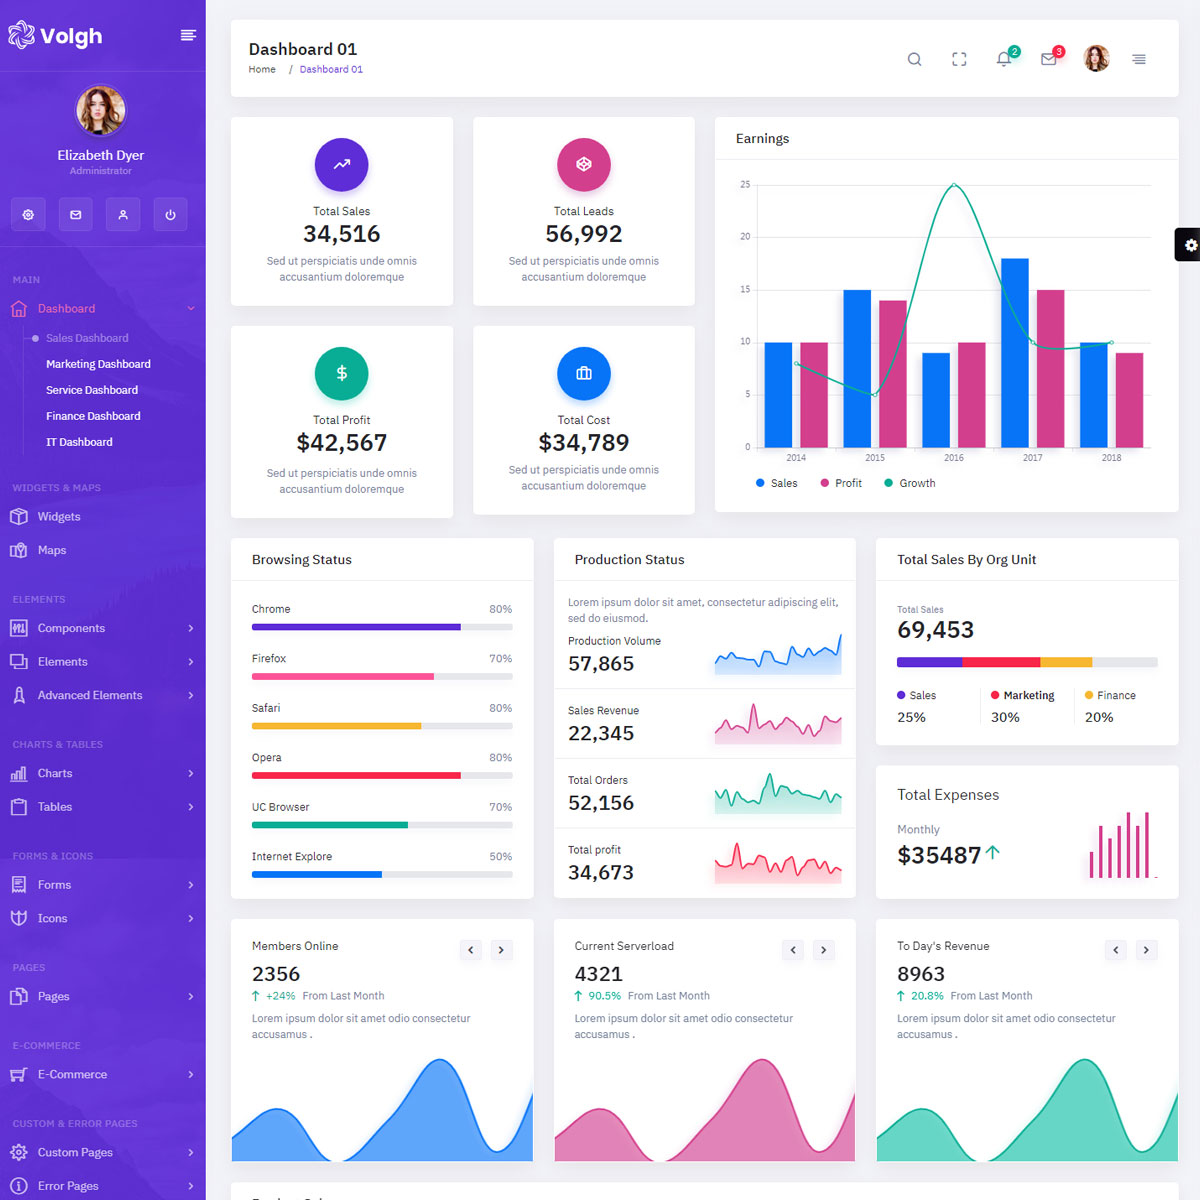 Volgh
Elizabeth Dyer
Administrator
MAIN
Dashboard
Sales Dashboard
Marketing Dashboard
Service Dashboard
Finance Dashboard
IT Dashboard
WIDGETS & MAPS
Widgets
Maps
ELEMENTS
Components
Elements
Advanced Elements
CHARTS & TABLES
Charts
Tables
FORMS & ICONS
Forms
Icons
PAGES
Pages
E-COMMERCE
E-Commerce
CUSTOM & ERROR PAGES
Custom Pages
Error Pages
Dashboard 01
Home / Dashboard 01
2
3
Total Sales
34,516
Sed ut perspiciatis unde omnis
accusantium doloremque
Total Leads
56,992
Sed ut perspiciatis unde omnis
accusantium doloremque
Total Profit
$42,567
Sed ut perspiciatis unde omnis
accusantium doloremque
Total Cost
$34,789
Sed ut perspiciatis unde omnis
accusantium doloremque
Earnings
25
20
15
10
5
0
2014 2015 2016 2017 2018
Sales Profit Growth
Browsing Status
Chrome 80%
Firefox 70%
Safari 80%
Opera 80%
UC Browser 70%
Internet Explore 50%
Production Status
Lorem ipsum dolor sit amet, consectetur adipiscing elit,
sed do eiusmod.
Production Volume
57,865
Sales Revenue
22,345
Total Orders
52,156
Total profit
34,673
Total Sales By Org Unit
Total Sales
69,453
Sales Marketing Finance
25% 30% 20%
Total Expenses
Monthly
$35487
Members Online
2356
+24% From Last Month
Lorem ipsum dolor sit amet odio consectetur
accusamus .
Current Serverload
4321
90.5% From Last Month
Lorem ipsum dolor sit amet odio consectetur
accusamus .
To Day's Revenue
8963
20.8% From Last Month
Lorem ipsum dolor sit amet odio consectetur
accusamus .